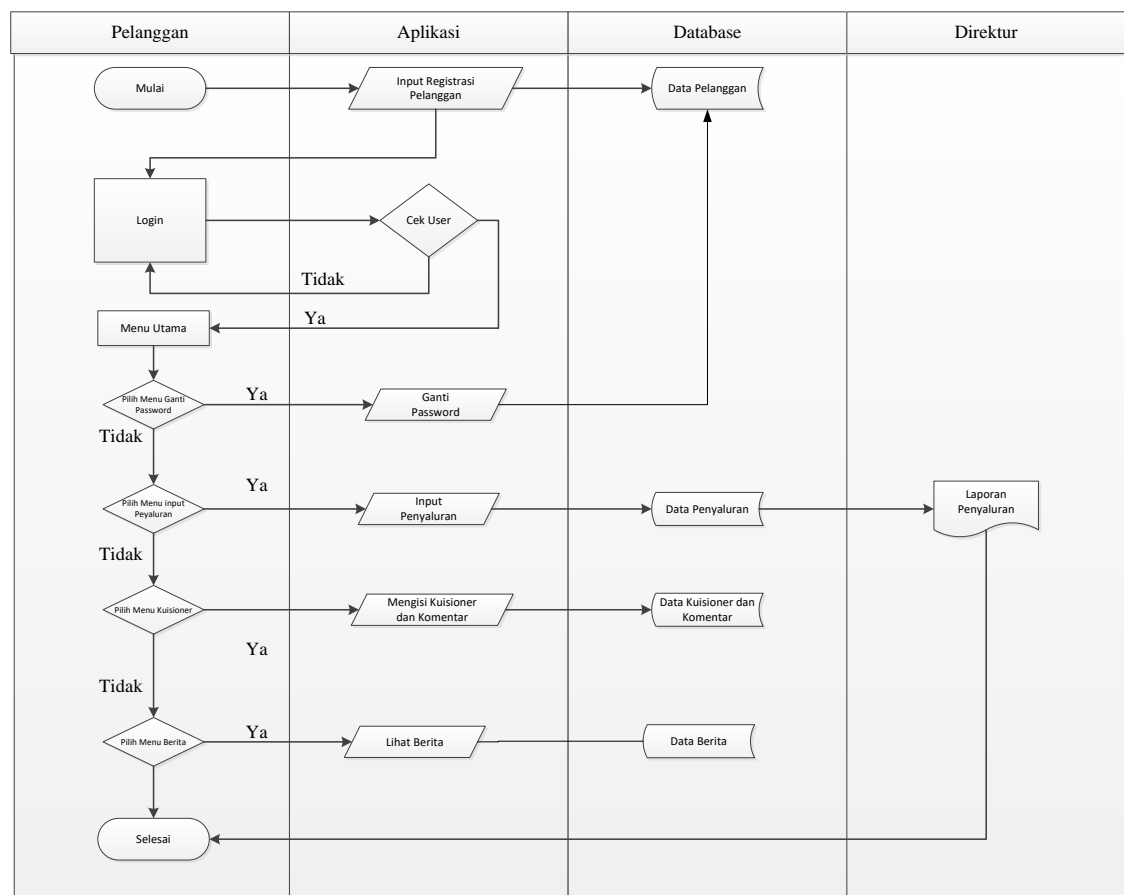 Pelanggan
Aplikasi
Database
Direktur
Mulai
Input Registrasi
Pelanggan
Data Pelanggan
Login
Cek User
Tidak
Ya
Menu Utama
Pilih Menu Ganti
Password
Ya
Ganti
Password
Tidak
Pilih Menu input
Peyaluran
Ya
Input
Penyaluran
Data Penyaluran
Laporan
Penyaluran
Tidak
Pilih Menu Kuisioner
Mengisi Kuisioner
dan Komentar
Data Kuisioner dan
Komentar
Ya
Tidak
Pilih Menu Berita
Ya
Lihat Berita
Data Berita
Selesai